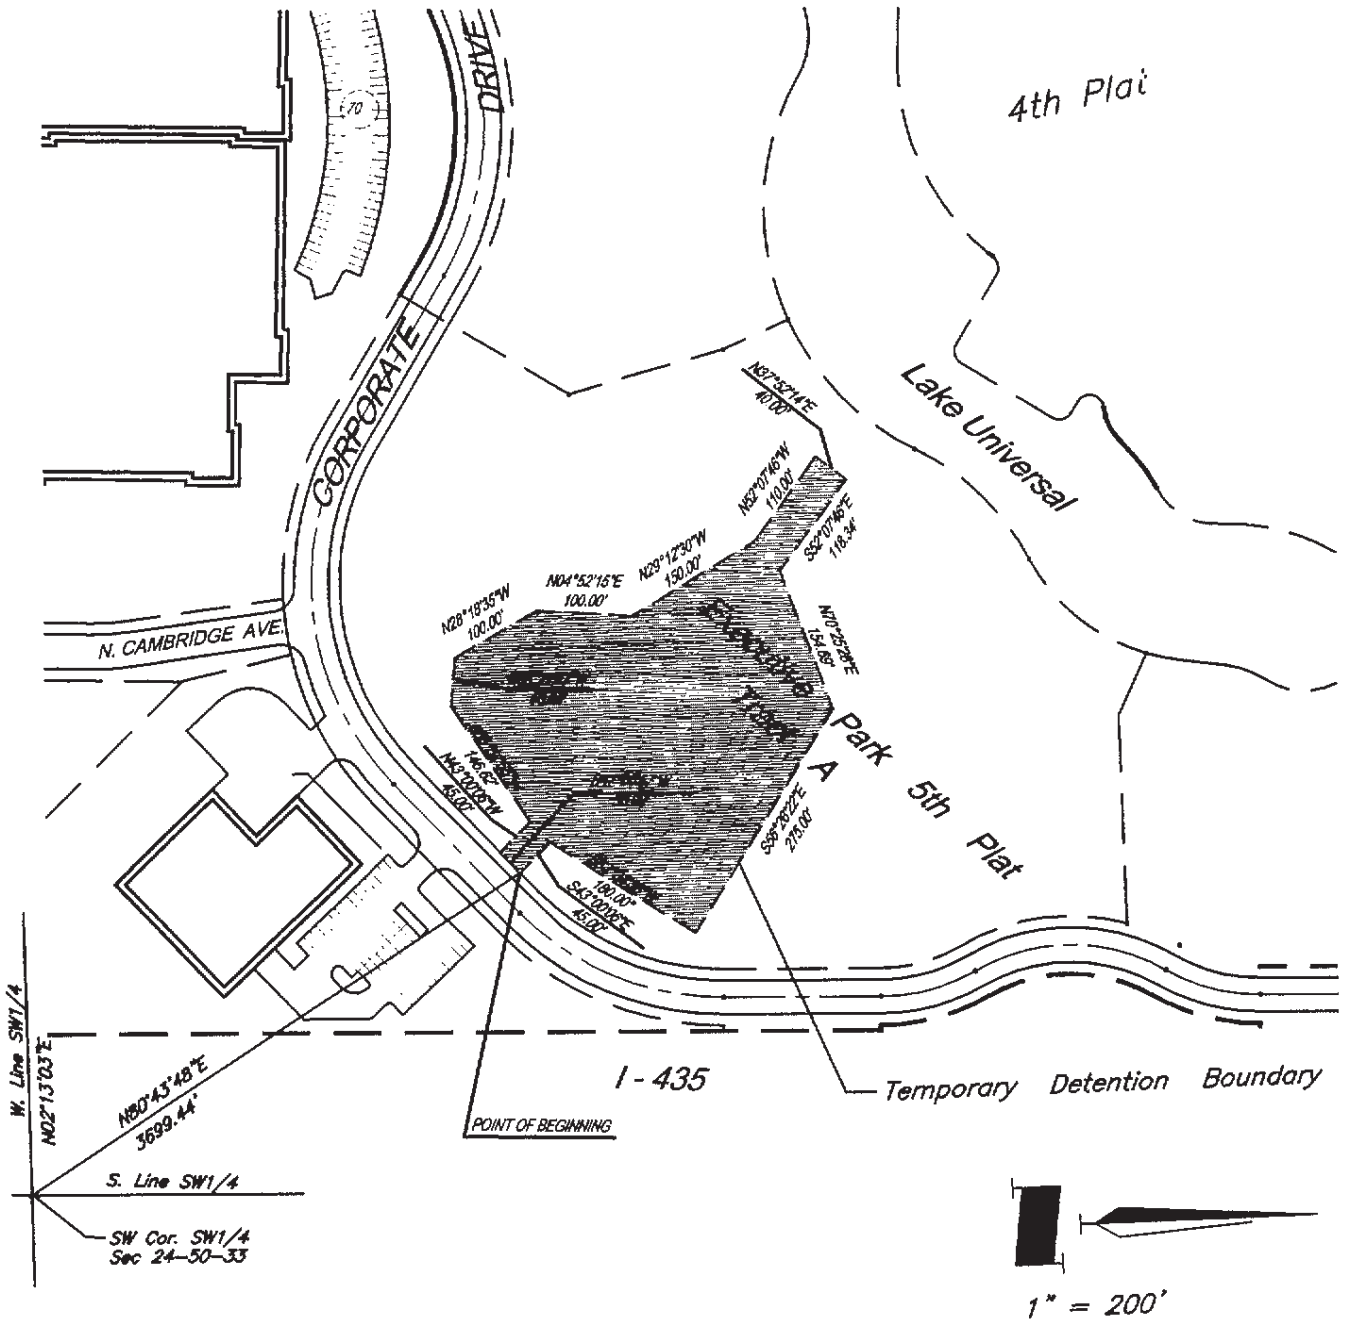 DRIVE
70
4th Plat
CORPORATE
N37°52'14"E
40.00'
Lake Universal
N52°07'46"W
110.00'
S52°07'46"E
118.34'
N29°12'30"W
150.00'
N04°52'15"E
100.00'
N28°18'35"W
100.00'
N. CAMBRIDGE AVE.
N70°25'28"E
154.69'
Executive Park 5th Plat
Tract A
146.62'
N43°00'06"W
45.00'
S56°26'22"E
275.00'
180.00'
S43°00'06"E
45.00'
W. Line SW1/4
N02°13'03"E
N80°43'48"E
3699.44'
I-435
Temporary Detention Boundary
POINT OF BEGINNING
S. Line SW1/4
SW Cor. SW1/4
Sec 24-50-33
1" = 200'